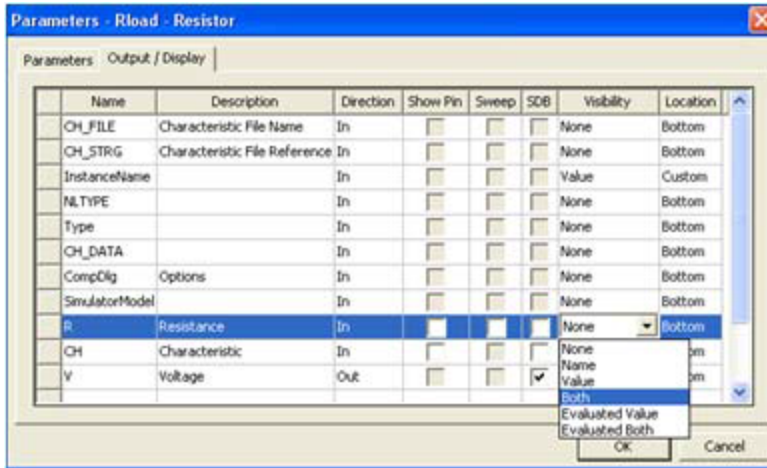 Parameters - Rload - Resistor
Parameters Output / Display
Name Description Direction Show Pin Sweep SDB Visibility Location
CH_FILE Characteristic File Name In None Bottom
CH_STRG Characteristic File Reference In None Bottom
InstanceName In Value Custom
NLTYPE In None Bottom
Type In None Bottom
CH_DATA In None Bottom
CompDlg Options In None Bottom
SimulatorModel In None Bottom
R Resistance In None Bottom
CH Characteristic In None om
V Voltage Out Name om
Value
Both
Evaluated Value
Evaluated Both
OK Cancel